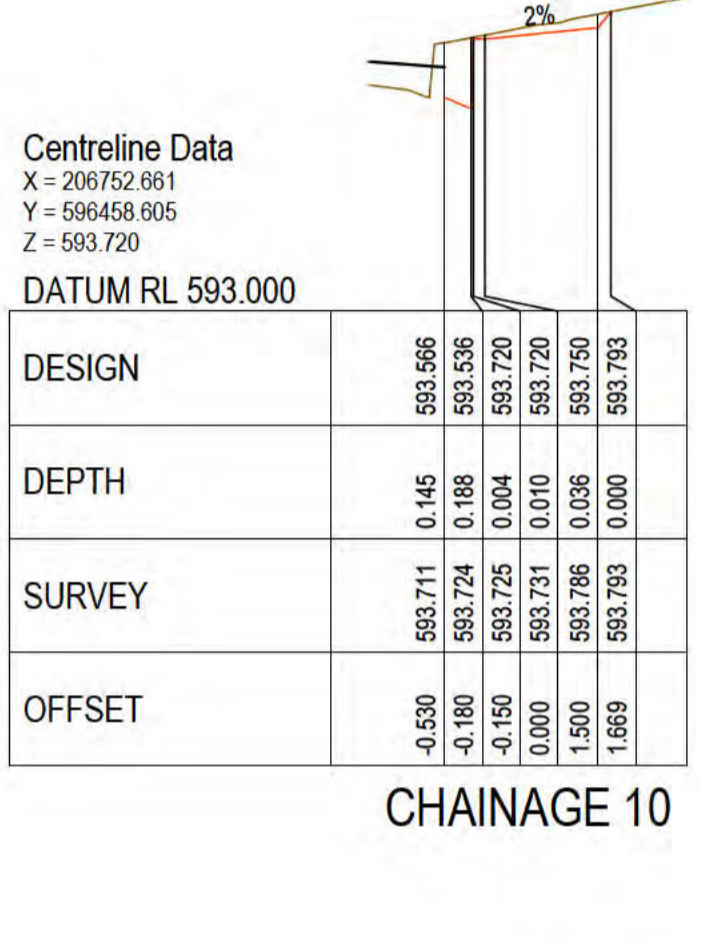 2%
Centreline Data
X = 206752.661
Y = 596458.605
Z = 593.720
DATUM RL 593.000
DESIGN 593.566 593.536 593.720 593.720 593.750 593.793
DEPTH 0.145 0.188 0.004 0.010 0.036 0.000
SURVEY 593.711 593.724 593.725 593.731 593.786 593.793
OFFSET -0.530 -0.180 -0.150 0.000 1.500 1.669
CHAINAGE 10